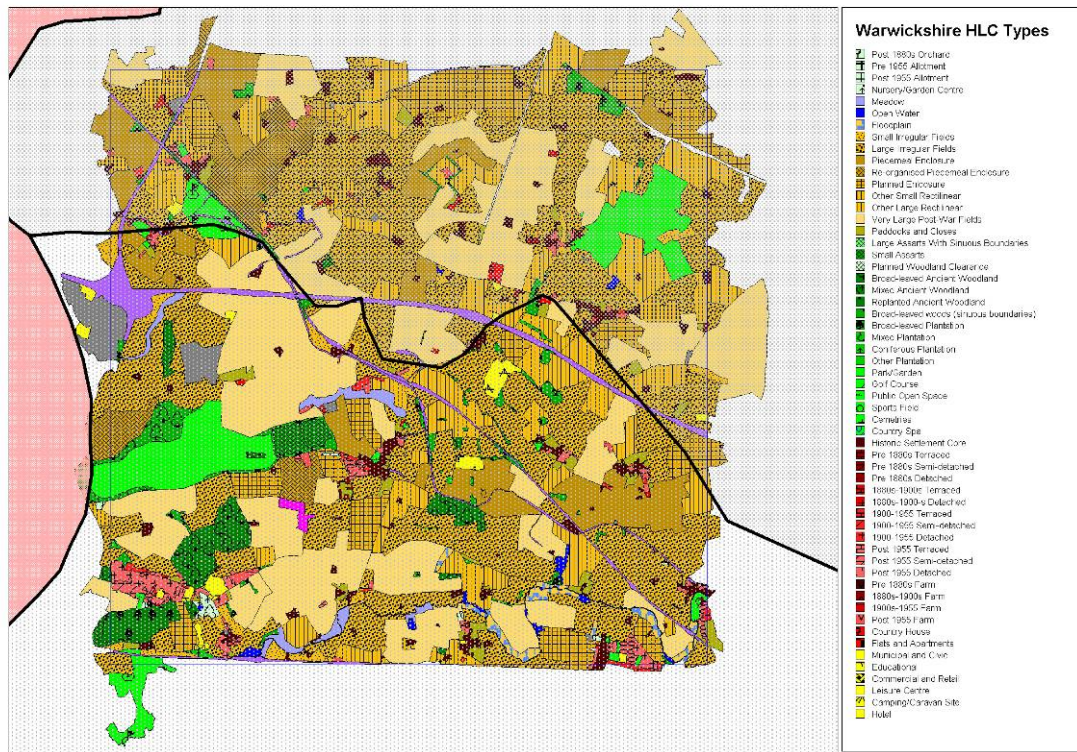 Warwickshire HLC Types
Post 1880s Orchard
Pre 1955 Allotment
Post 1955 Allotment
Nursery/Garden Centre
Meadow
Open Water
Floodplain
Small Irregular Fields
Large Irregular Fields
Piecemeal Enclosure
Re-organised Piecemeal Enclosure
Planned Enclosure
Other Small Rectilinear
Other Large Rectilinear
Very Large Post-War Fields
Paddocks and Closes
Large Assarts With Sinuous Boundaries
Small Assarts
Planned Woodland Clearance
Broad-leaved Ancient Woodland
Mixed Ancient Woodland
Replanted Ancient Woodland
Broad-leaved woods (sinuous boundaries)
Broad-leaved Plantation
Mixed Plantation
Coniferous Plantation
Other Plantation
Park/Garden
Golf Course
Public Open Space
Sports Field
Cemetries
Country Spa
Historic Settlement Core
Pre 1880s Terraced
Pre 1880s Semi-detached
Pre 1880s Detached
1880s-1900s Terraced
1880s-1900-s Detached
1900-1955 Terraced
1900-1955 Semi-detached
1900-1955 Detached
Post 1955 Terraced
Post 1955 Semi-detached
Post 1955 Detached
Pre 1880s Farm
1880s-1900s Farm
1900s-1955 Farm
Post 1955 Farm
Country House
Flats and Apartments
Municipal and Civic
Educational
Commercial and Retail
Leisure Centre
Camping/Caravan Site
Hotel